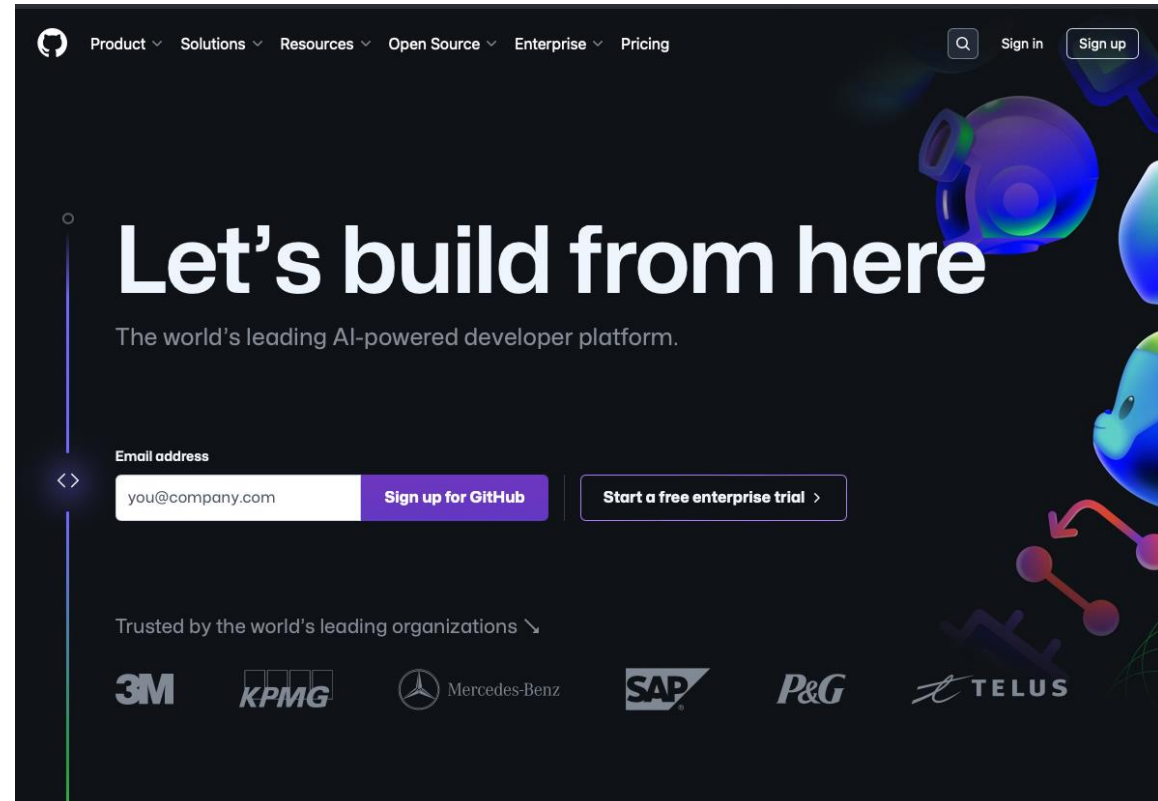 Product Solutions Resources Open Source Enterprise Pricing Sign in Sign up
Let’s build from here
The world’s leading AI-powered developer platform.
Email address
you@company.com Sign up for GitHub Start a free enterprise trial >
Trusted by the world’s leading organizations ↘
3M KPMG Mercedes-Benz SAP P&G TELUS